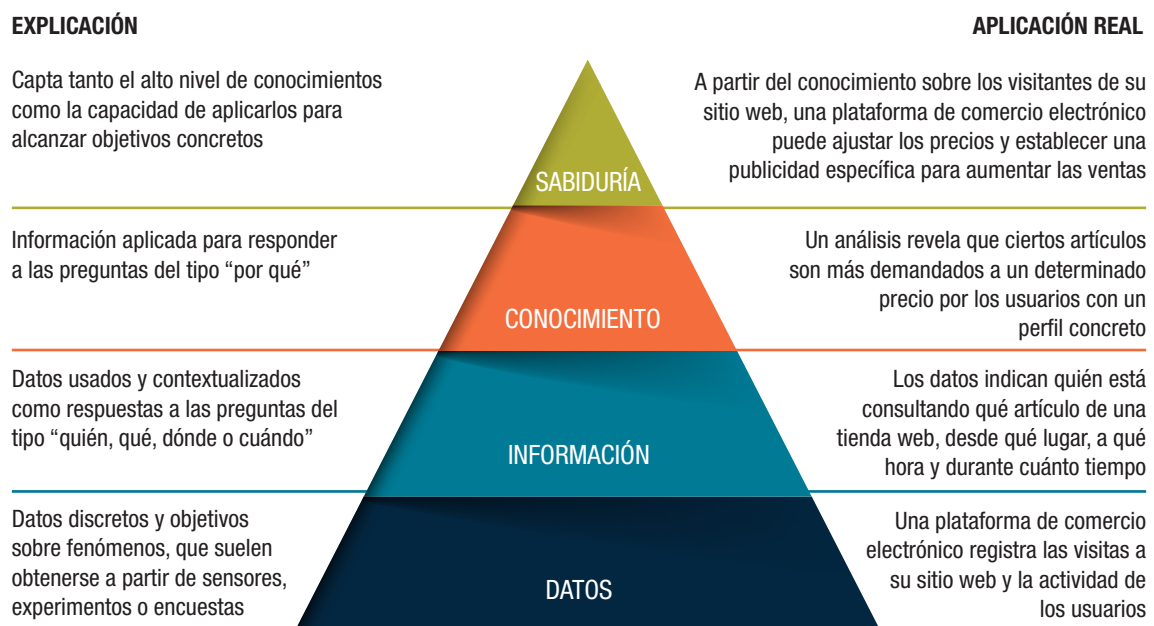 EXPLICACIÓN
APLICACIÓN REAL
Capta tanto el alto nivel de conocimientos
como la capacidad de aplicarlos para
alcanzar objetivos concretos
SABIDURÍA
A partir del conocimiento sobre los visitantes de su
sitio web, una plataforma de comercio electrónico
puede ajustar los precios y establecer una
publicidad específica para aumentar las ventas
Información aplicada para responder
a las preguntas del tipo “por qué”
CONOCIMIENTO
Un análisis revela que ciertos artículos
son más demandados a un determinado
precio por los usuarios con un
perfil concreto
Datos usados y contextualizados
como respuestas a las preguntas del
tipo “quién, qué, dónde o cuándo”
INFORMACIÓN
Los datos indican quién está
consultando qué artículo de una
tienda web, desde qué lugar, a qué
hora y durante cuánto tiempo
Datos discretos y objetivos
sobre fenómenos, que suelen
obtenerse a partir de sensores,
experimentos o encuestas
DATOS
Una plataforma de comercio
electrónico registra las visitas a
su sitio web y la actividad de
los usuarios